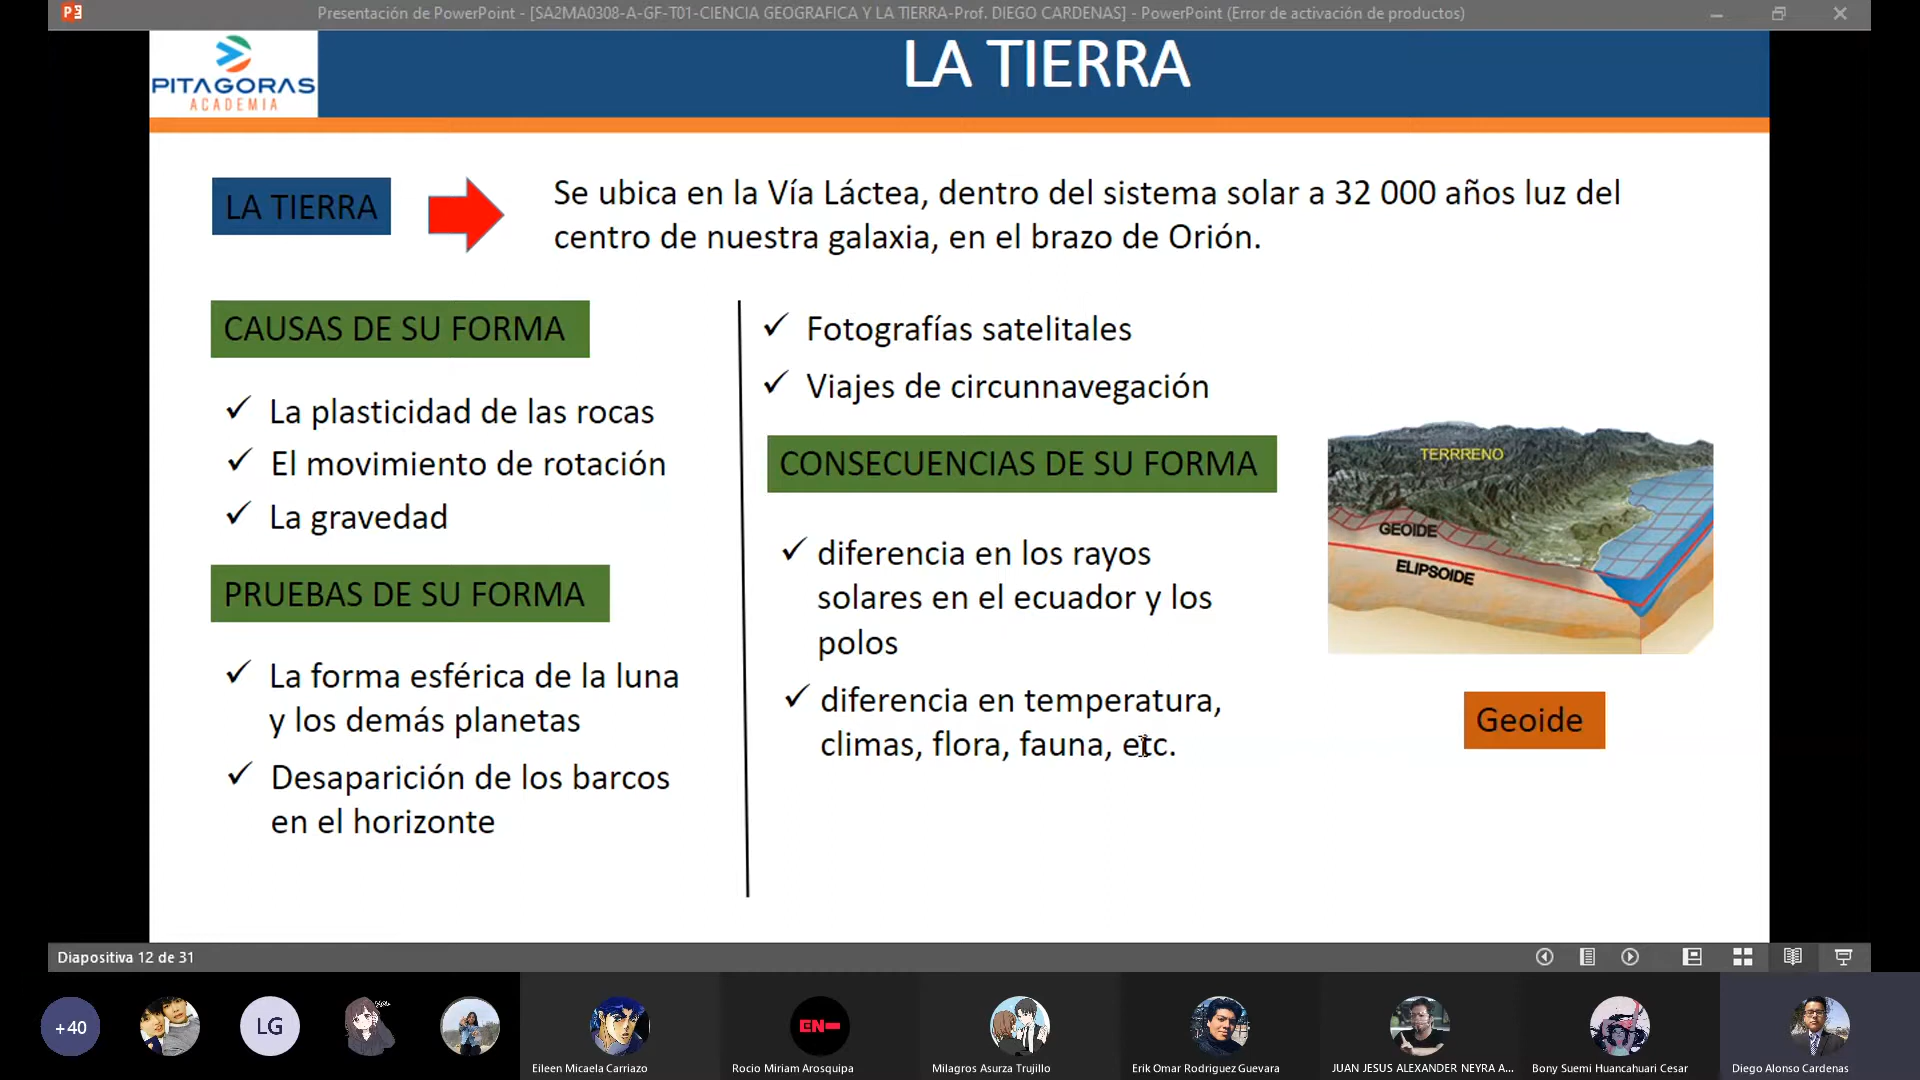 Presentación de PowerPoint - [SA2MA0308-A-GF-T01-CIENCIA GEOGRAFICA Y LA TIERRA-Prof. DIEGO CARDENAS] - PowerPoint (Error de activación de productos)
PITAGORAS
ACADEMIA
LA TIERRA
LA TIERRA
Se ubica en la Vía Láctea, dentro del sistema solar a 32 000 años luz del
centro de nuestra galaxia, en el brazo de Orión.
CAUSAS DE SU FORMA
✓ La plasticidad de las rocas
✓ El movimiento de rotación
✓ La gravedad
PRUEBAS DE SU FORMA
✓ La forma esférica de la luna
y los demás planetas
✓ Desaparición de los barcos
en el horizonte
✓ Fotografías satelitales
✓ Viajes de circunnavegación
CONSECUENCIAS DE SU FORMA
✓ diferencia en los rayos
solares en el ecuador y los
polos
✓ diferencia en temperatura,
climas, flora, fauna, etc.
TERRRENO
GEOIDE
ELIPSOIDE
Geoide
Diapositiva 12 de 31
+40
LG
EN
Eileen Micaela Carriazo
Rocio Miriam Arosquipa
Milagros Asurza Trujillo
Erik Omar Rodriguez Guevara
JUAN JESUS ALEXANDER NEYRA A...
Bony Suemi Huancahuari Cesar
Diego Alonso Cardenas